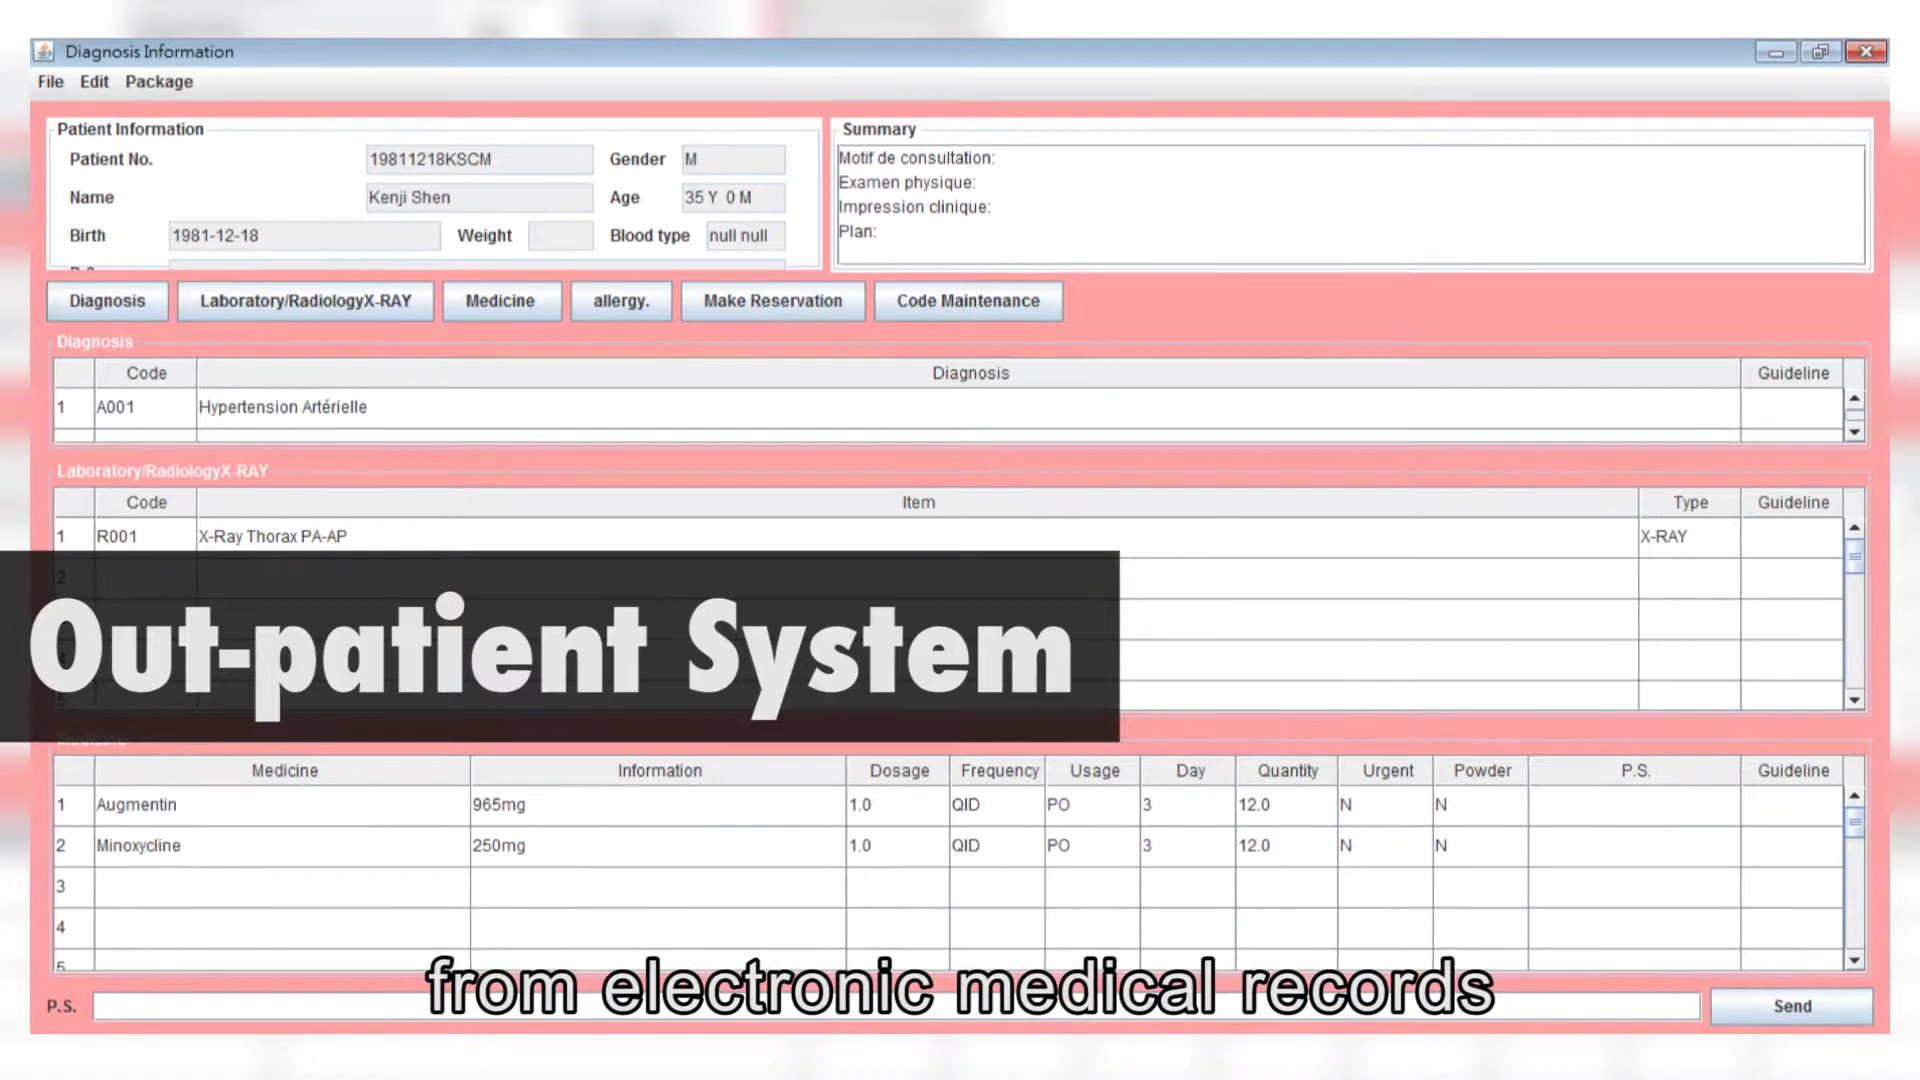 Diagnosis Information
File Edit Package
Patient Information
Patient No. 19811218KSCM Gender M
Name Kenji Shen Age 35 Y 0 M
Birth 1981-12-18 Weight Blood type null null
Summary
Motif de consultation:
Examen physique:
Impression clinique:
Plan:
Diagnosis Laboratory/RadiologyX-RAY Medicine allergy. Make Reservation Code Maintenance
Diagnosis
Code Diagnosis Guideline
1 A001 Hypertension Artérielle
Laboratory/RadiologyX-RAY
Code Item Type Guideline
1 R001 X-Ray Thorax PA-AP X-RAY
2
Out-patient System
5
Medicine Information Dosage Frequency Usage Day Quantity Urgent Powder P.S. Guideline
1 Augmentin 965mg 1.0 QID PO 3 12.0 N N
2 Minoxycline 250mg 1.0 QID PO 3 12.0 N N
3
4
5
from electronic medical records
P.S. Send